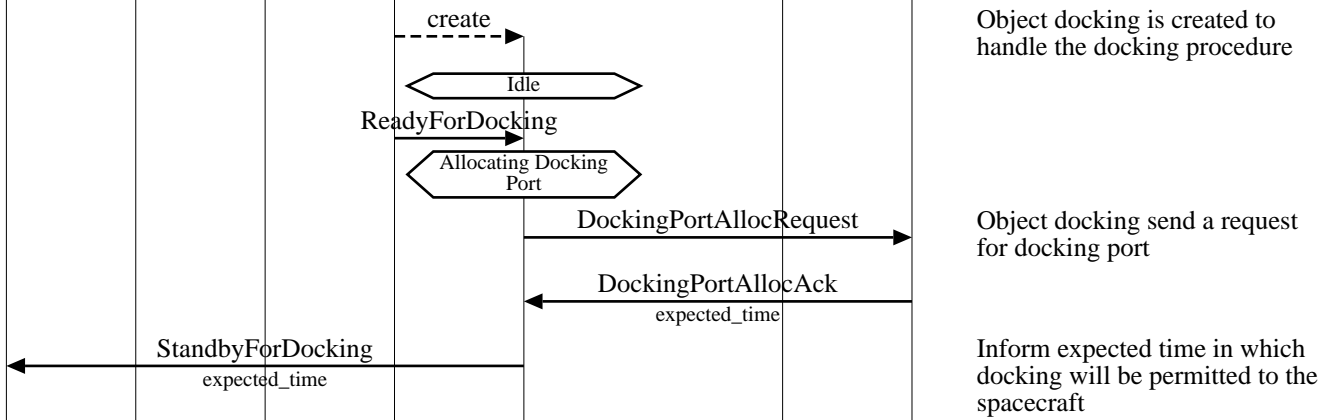 create
Object docking is created to
handle the docking procedure
Idle
ReadyForDocking
Allocating Docking
Port
DockingPortAllocRequest
Object docking send a request
for docking port
DockingPortAllocAck
expected_time
StandbyForDocking
expected_time
Inform expected time in which
docking will be permitted to the
spacecraft